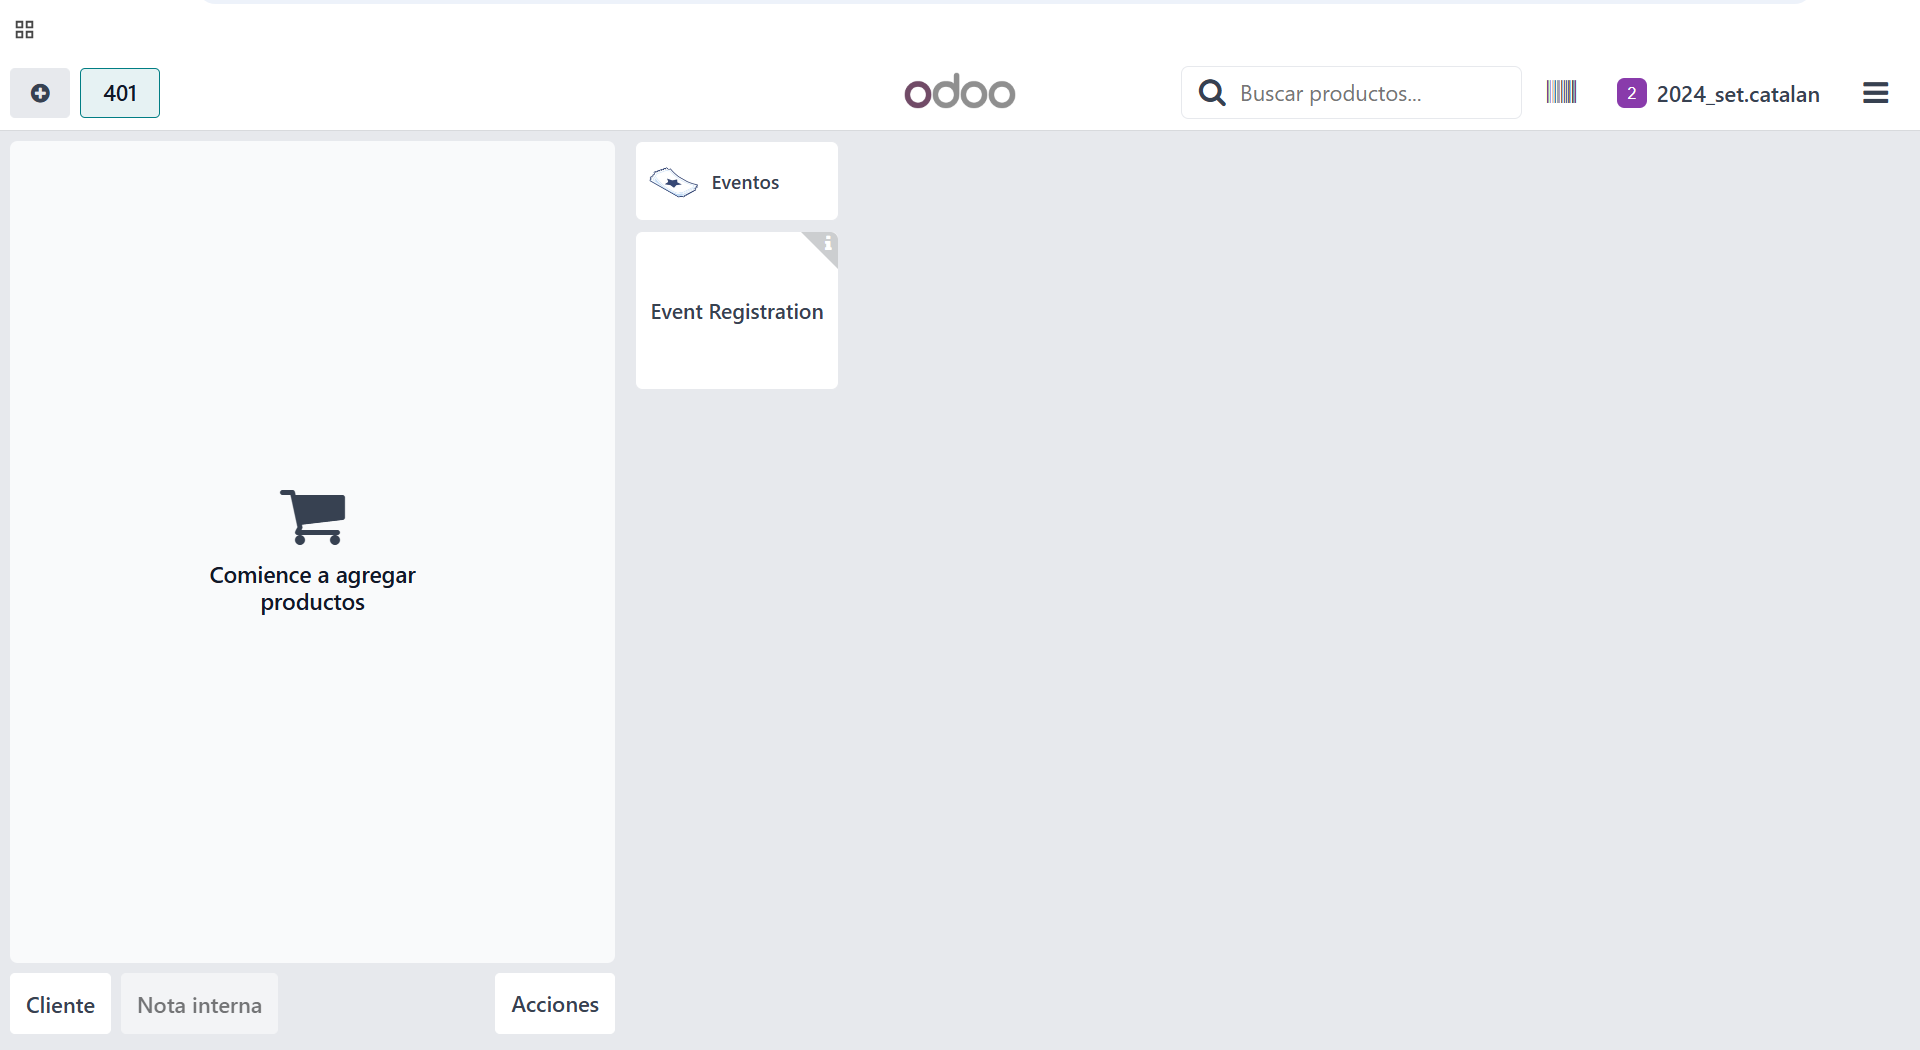 401
odoo
Buscar productos...
2
2024_set.catalan
Eventos
Event Registration
Comience a agregar
productos
Cliente
Nota interna
Acciones